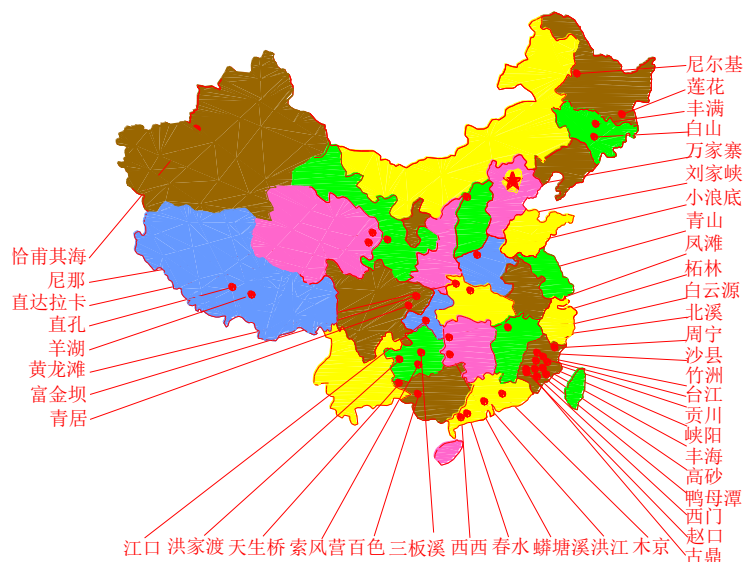 尼尔基
莲花
丰满
白山
万家寨
刘家峡
小浪底
青山
凤滩
柘林
白云源
北溪
周宁
沙县
竹洲
台江
贡川
峡阳
丰海
高砂
鸭母潭
西门
赵口
古鼎
恰甫其海
尼那
直达拉卡
直孔
羊湖
黄龙滩
富金坝
青居
江口 洪家渡 天生桥 索风营 百色 三板溪 西西 春水 蟒塘溪 洪江 木京